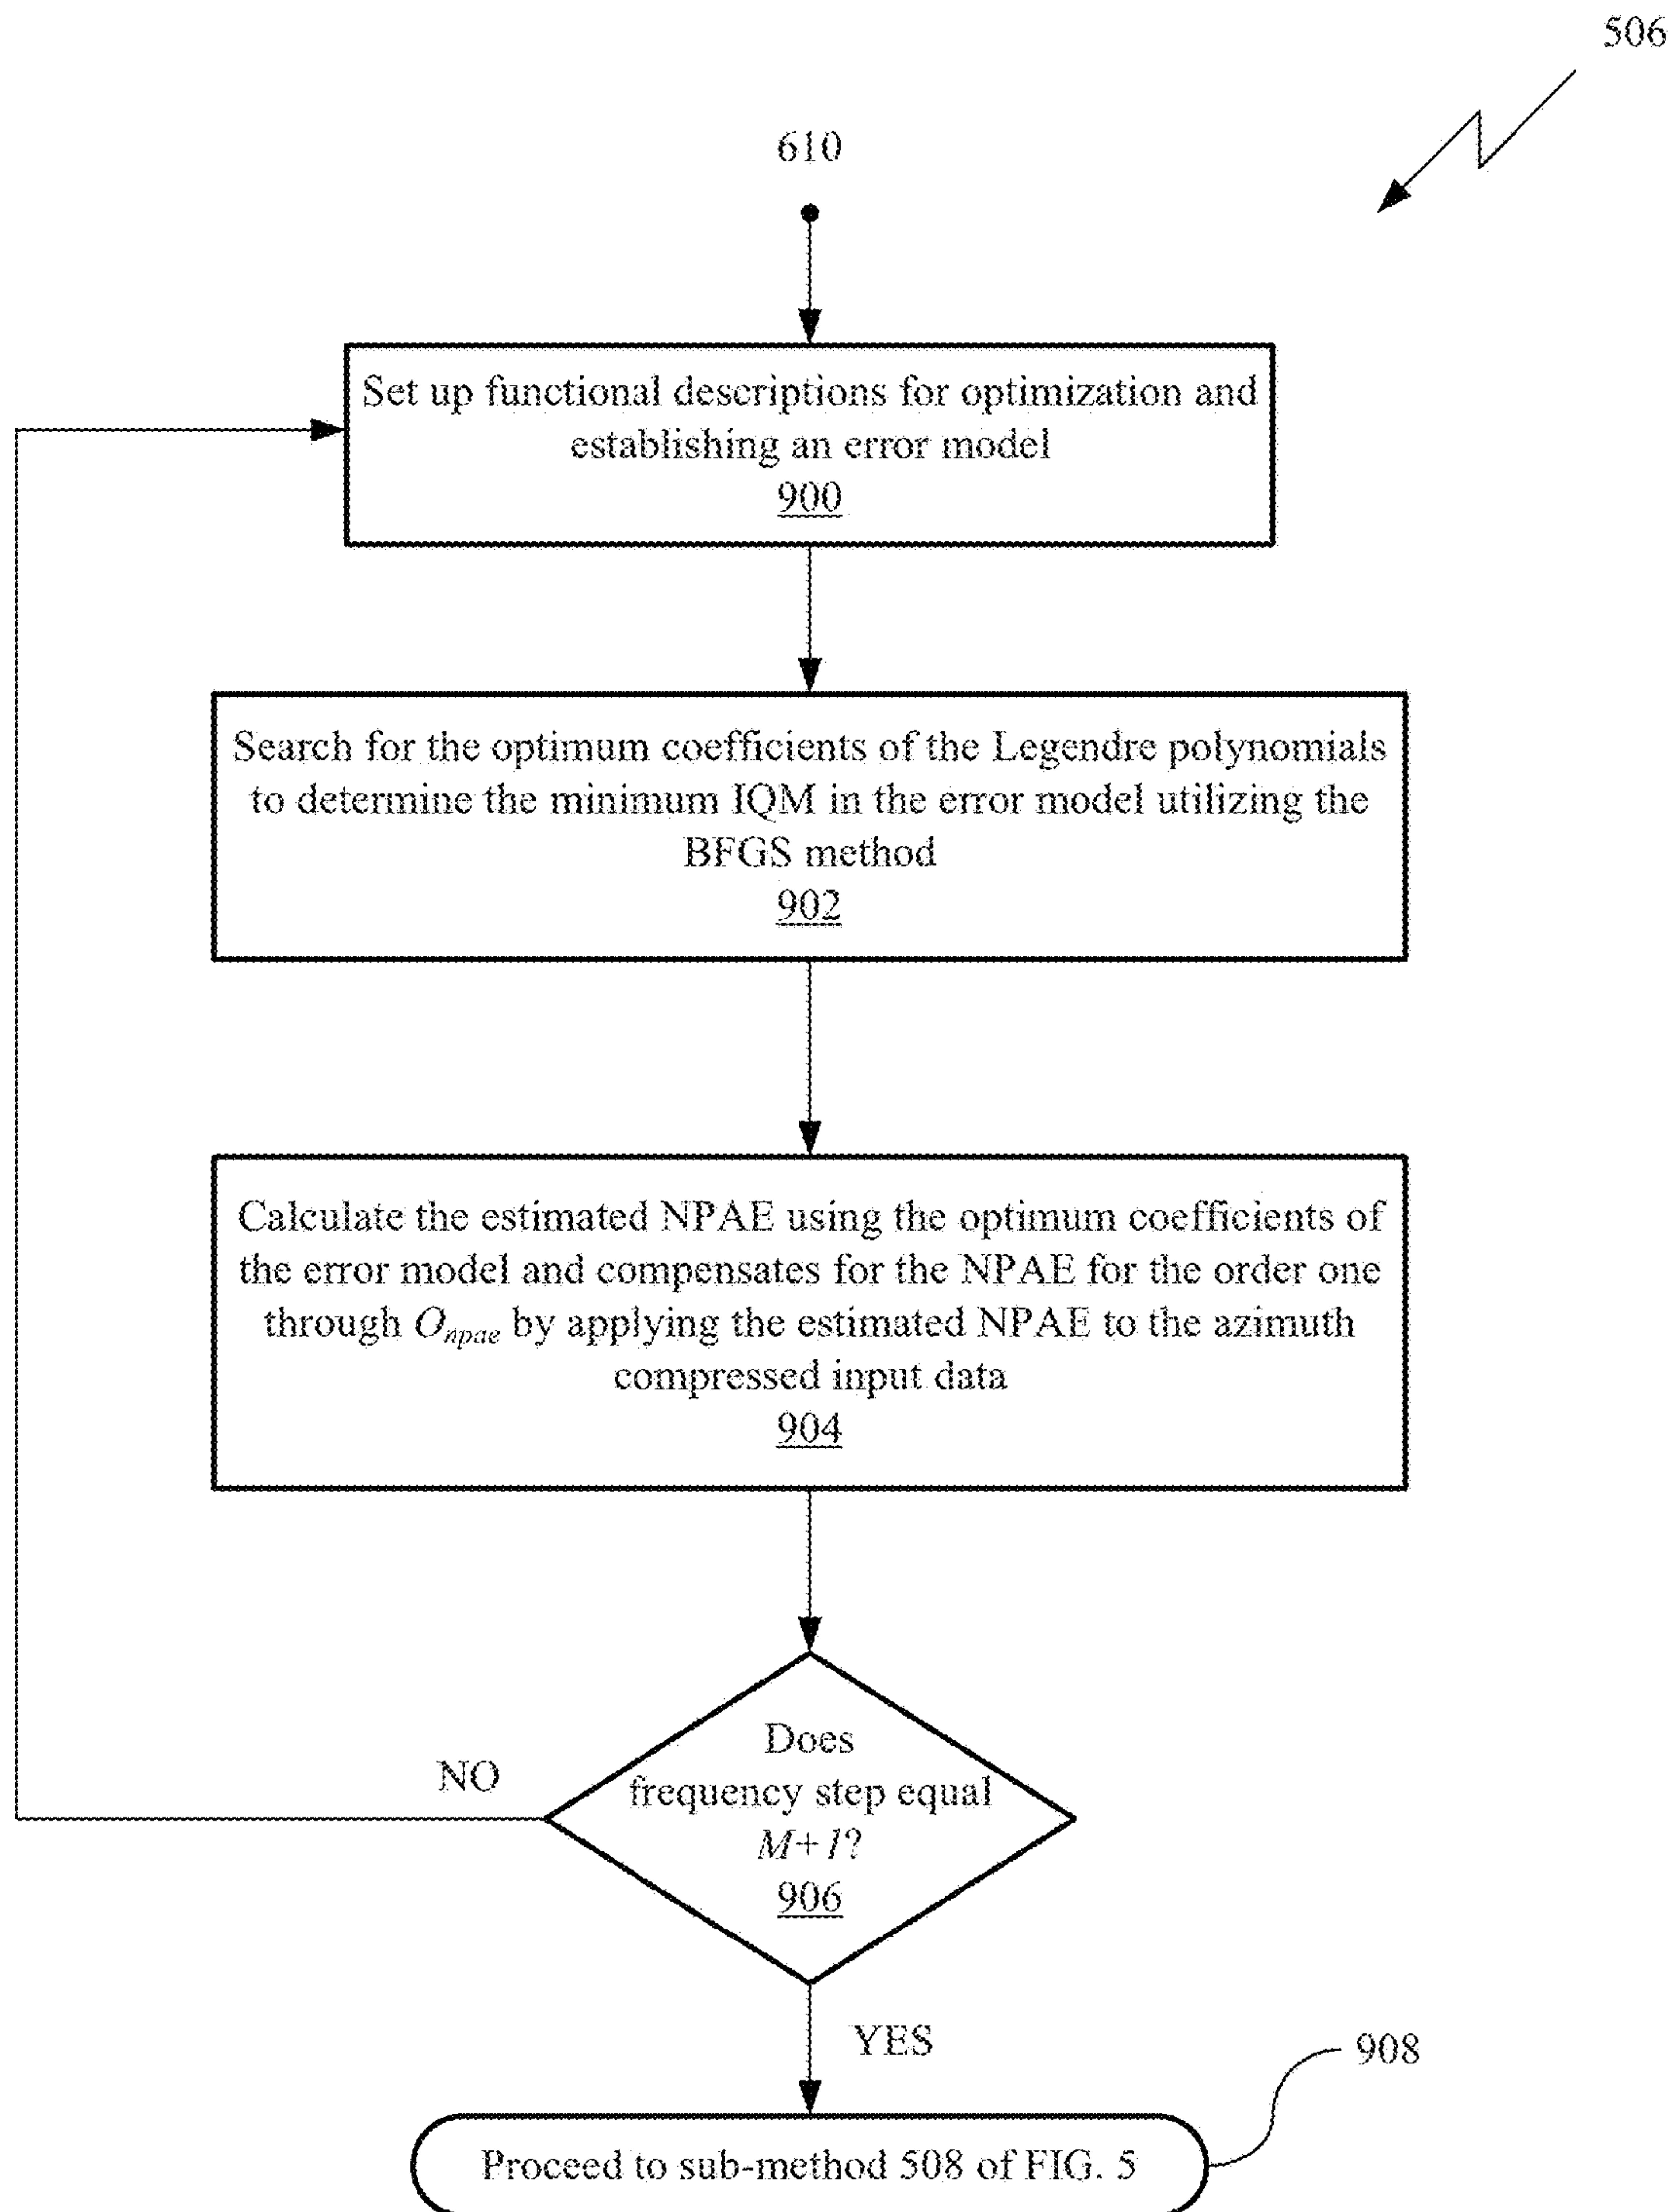 506
610
Set up functional descriptions for optimization and
establishing an error model
900
Search for the optimum coefficients of the Legendre polynomials
to determine the minimum IQM in the error model utilizing the
BFGS method
902
Calculate the estimated NPAE using the optimum coefficients of
the error model and compensates for the NPAE for the order one
through Onpae by applying the estimated NPAE to the azimuth
compressed input data
904
Does
frequency step equal
M+1?
906
NO
YES
908
Proceed to sub-method 508 of FIG. 5